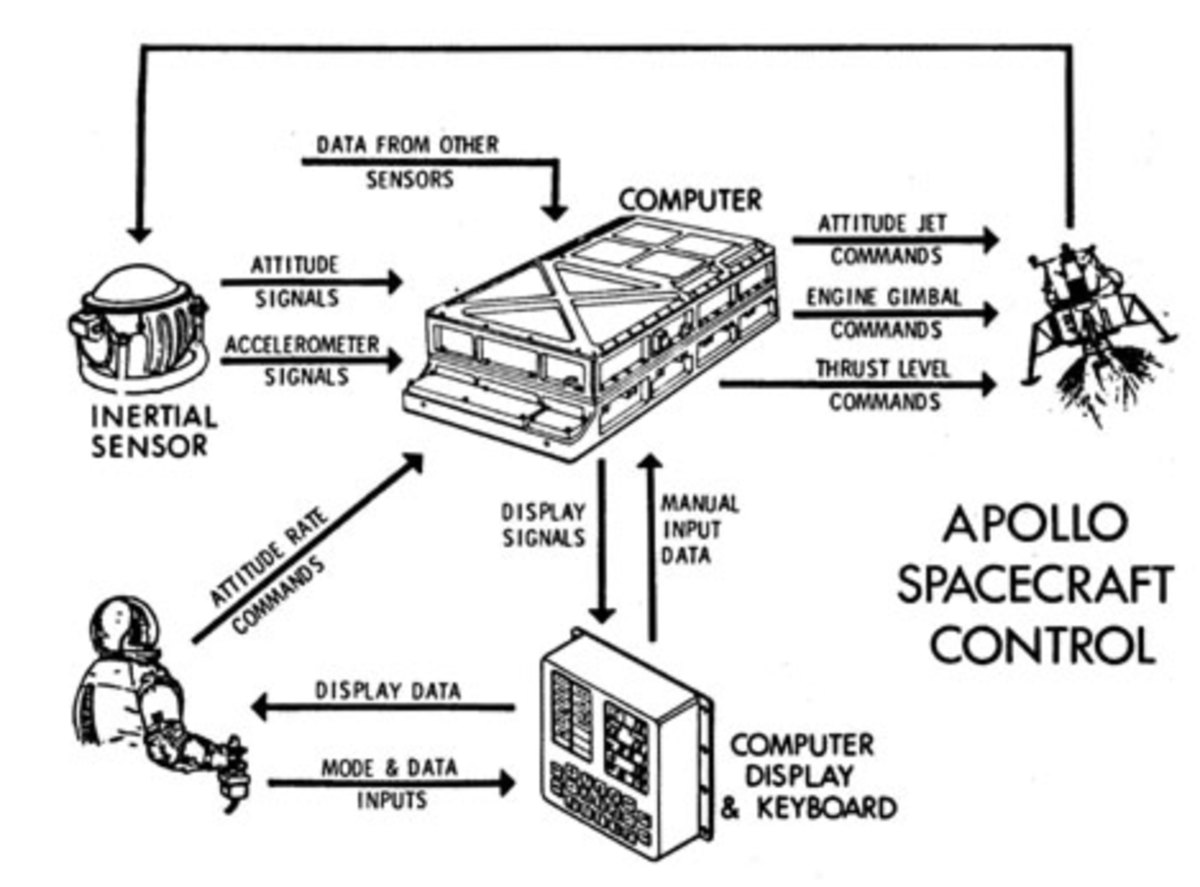 DATA FROM OTHER
SENSORS
COMPUTER
ATTITUDE JET
COMMANDS
ATTITUDE
SIGNALS
ENGINE GIMBAL
COMMANDS
ACCELEROMETER
SIGNALS
THRUST LEVEL
COMMANDS
INERTIAL
SENSOR
ATTITUDE RATE
COMMANDS
DISPLAY
SIGNALS
MANUAL
INPUT
DATA
APOLLO
SPACECRAFT
CONTROL
DISPLAY DATA
MODE & DATA
INPUTS
COMPUTER
DISPLAY
& KEYBOARD